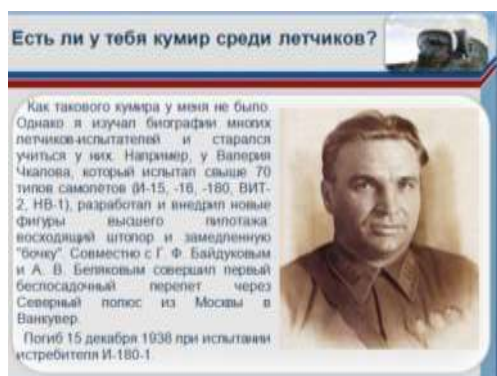 Есть ли у тебя кумир среди летчиков?
Как такового кумира у меня не было.
Однако я изучал биографии многих
летчиков-испытателей и старался
учиться у них. Например, у Валерия
Чкалова, который испытал свыше 70
типов самолётов (И-15, -16, -180, ВИТ-
2, НВ-1), разработал и внедрил новые
фигуры высшего пилотажа:
восходящий штопор и замедленную
"бочку". Совместно с Г. Ф. Байдуковым
и А. В. Беляковым совершил первый
беспосадочный перелет через
Северный полюс из Москвы в
Ванкувер.
Погиб 15 декабря 1938 при испытании
истребителя И-180-1.